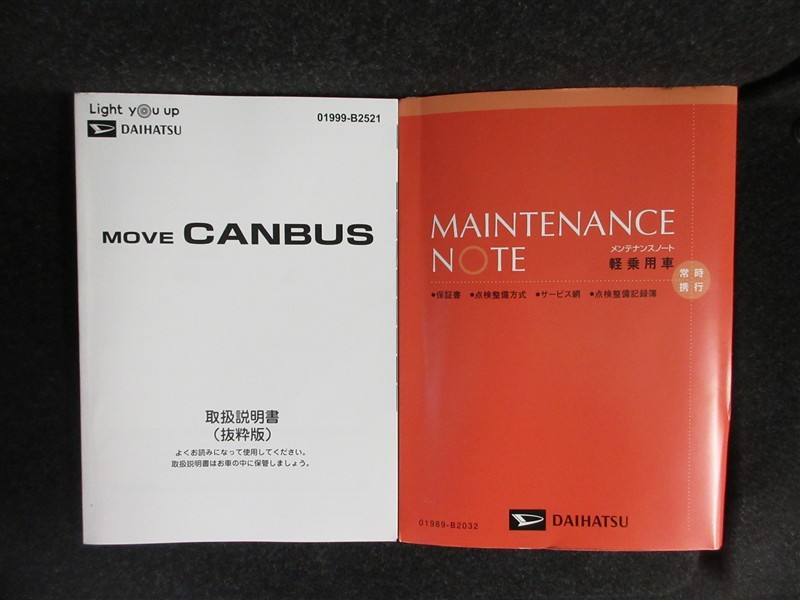 Light you up
DAIHATSU
01999-B2521
MOVE CANBUS
取扱説明書
（抜粋版）
よくお読みになって使用してください。
取扱説明書はお車の中に保管しましょう。
MAINTENANCE
NOTE
メンテナンスノート
軽乗用車
常時
携行
●保証書 ●点検整備方式 ●サービス網 ●点検整備記録簿
01989-B2032
DAIHATSU